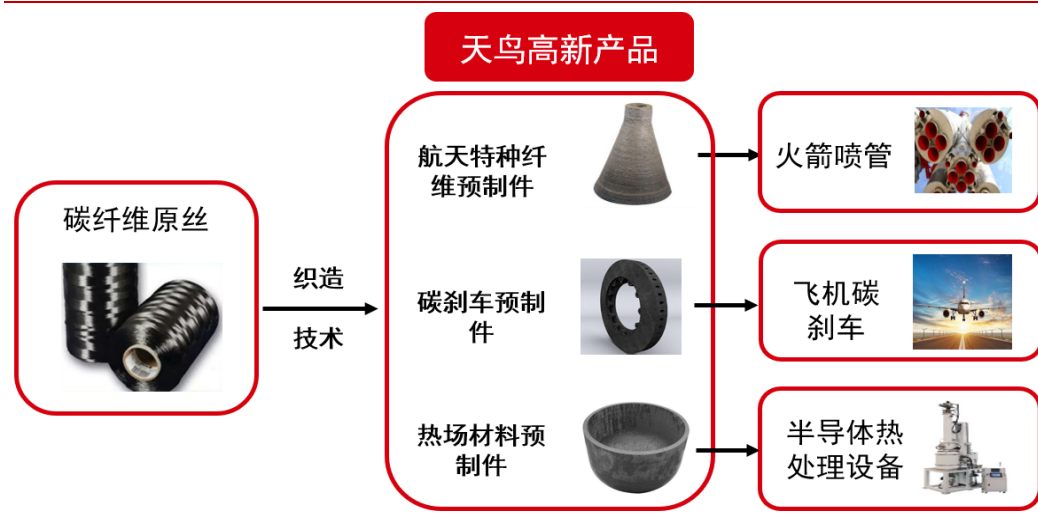 天鸟高新产品
碳纤维原丝
织造
技术
航天特种纤
维预制件
碳刹车预制
件
热场材料预
制件
火箭喷管
飞机碳
刹车
半导体热
处理设备